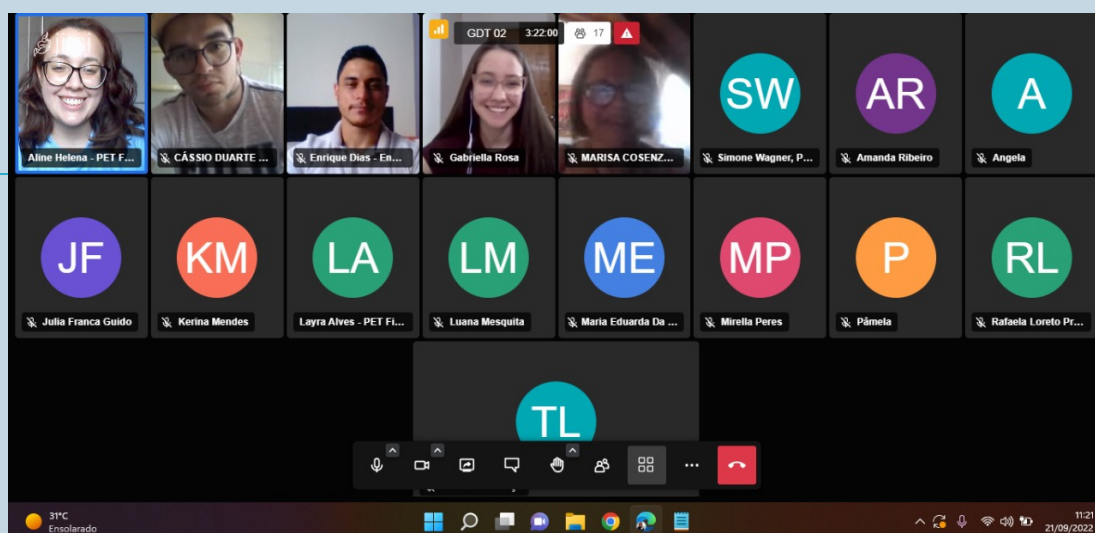 GDT 02 3:22:00 17
SW AR A
Aline Helena - PET F... CÁSSIO DUARTE ... Enrique Dias - En... Gabriella Rosa MARISA COSENZ... Simone Wagner, P... Amanda Ribeiro Angela
JF KM LA LM ME MP P RL
Julia Franca Guido Kerina Mendes Layra Alves - PET Fi... Luana Mesquita Maria Eduarda Da ... Mirella Peres Pâmela Rafaela Loreto Pr...
TL
31°C 11:21
Ensolarado 21/09/2022